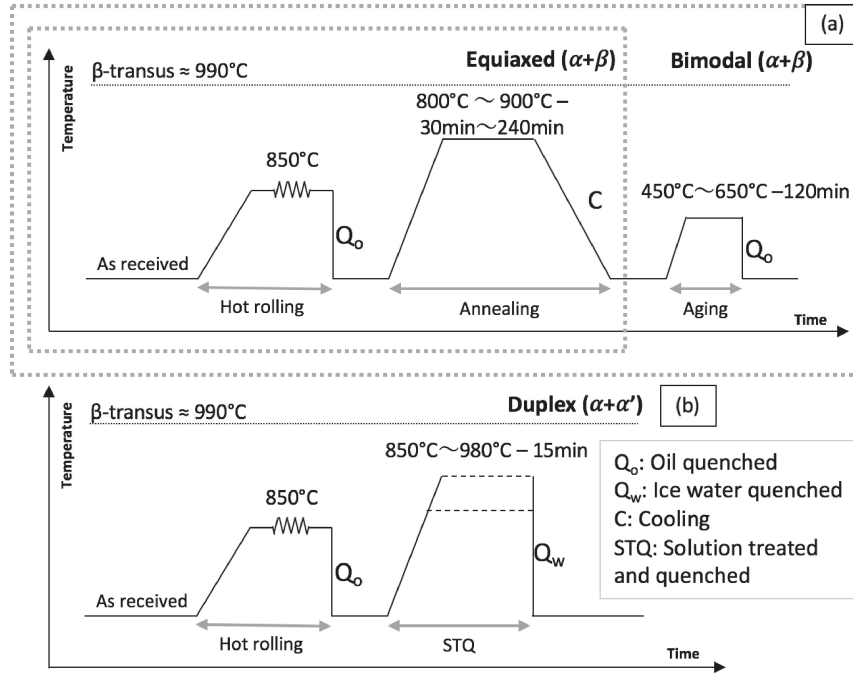 (a)
Equiaxed (α+β)
Bimodal (α+β)
β-transus ≈ 990°C
800°C ～ 900°C –
30min～240min
Temperature
850°C
450°C～650°C –120min
C
Qo
Qo
As received
Hot rolling
Annealing
Aging
Time
(b)
Duplex (α+α’)
β-transus ≈ 990°C
850°C～980°C – 15min
Temperature
850°C
Qo: Oil quenched
Qw: Ice water quenched
C: Cooling
STQ: Solution treated
and quenched
Qo
Qw
As received
Hot rolling
STQ
Time